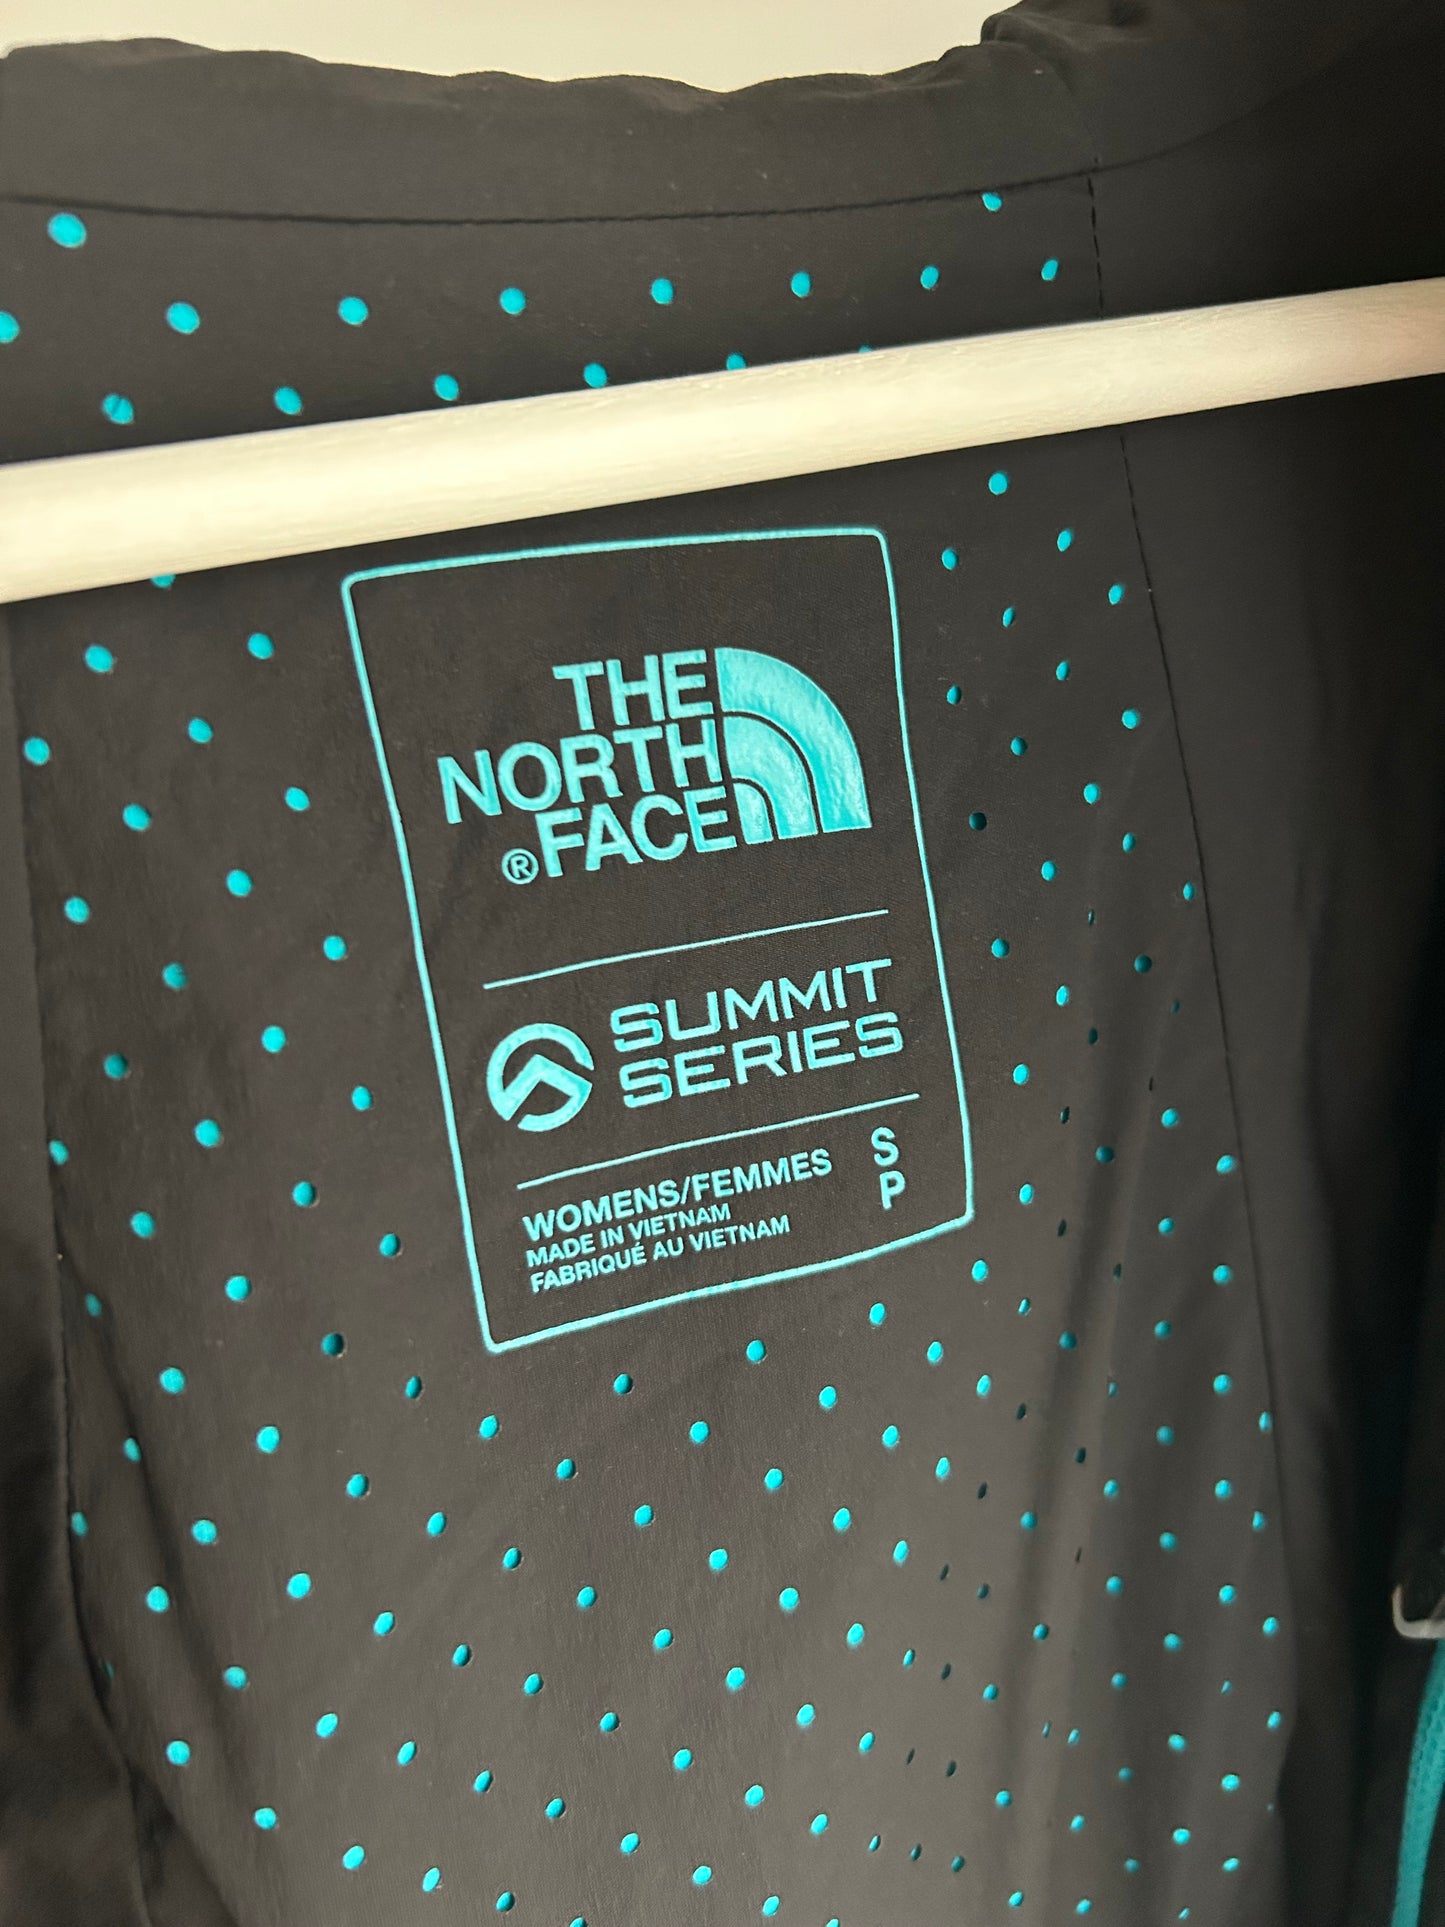 THE
NORTH
®FACE
SUMMIT
SERIES
WOMENS/FEMMES S
MADE IN VIETNAM P
FABRIQUÉ AU VIETNAM